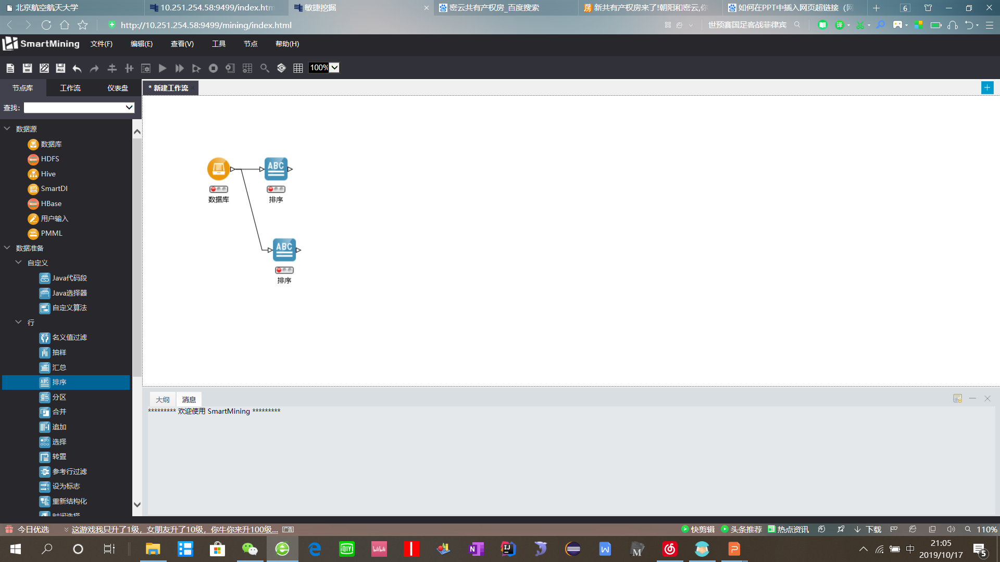 北京航空航天大学
10.251.254.58:9499/index.htm
敏捷挖掘
密云共有产权房_百度搜索
新共有产权房来了!朝阳和密云,你
如何在PPT中插入网页超链接（网
6
http://10.251.254.58:9499/mining/index.html
世预赛国足客战菲律宾
译
SmartMining
文件(F)
编辑(E)
查看(V)
工具
节点
帮助(H)
ALL
100%
节点库
工作流
仪表盘
* 新建工作流
查找:
数据源
数据库
HDFS
Hive
SmartDI
HBase
用户输入
PMML
数据准备
自定义
Java代码段
Java选择器
自定义算法
行
名义值过滤
抽样
汇总
排序
分区
合并
追加
选择
转置
参考行过滤
设为标志
重新结构化
时间选择
ABC
数据库
排序
ABC
排序
大纲
消息
********* 欢迎使用 SmartMining *********
今日优选
这游戏我只升了1级，女朋友升了10级，你牛你来升100级...
广告
快剪辑
头条推荐
热点资讯
下载
110%
中
21:05
2019/10/17
5